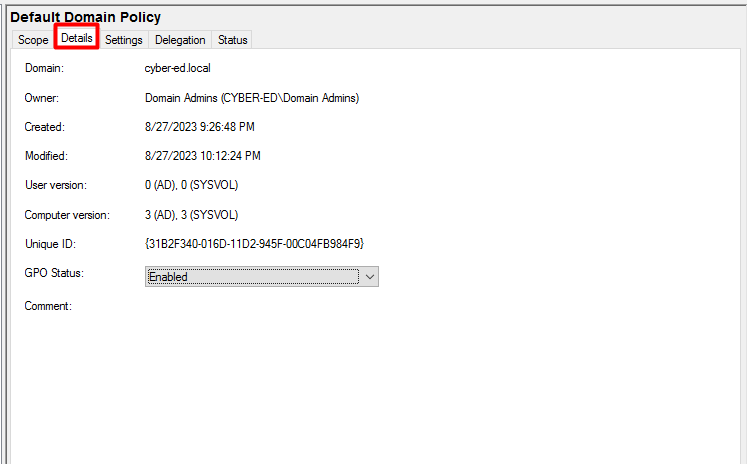 Default Domain Policy
Scope Details Settings Delegation Status
Domain: cyber-ed.local
Owner: Domain Admins (CYBER-ED\Domain Admins)
Created: 8/27/2023 9:26:48 PM
Modified: 8/27/2023 10:12:24 PM
User version: 0 (AD), 0 (SYSVOL)
Computer version: 3 (AD), 3 (SYSVOL)
Unique ID: {31B2F340-016D-11D2-945F-00C04FB984F9}
GPO Status: Enabled
Comment: